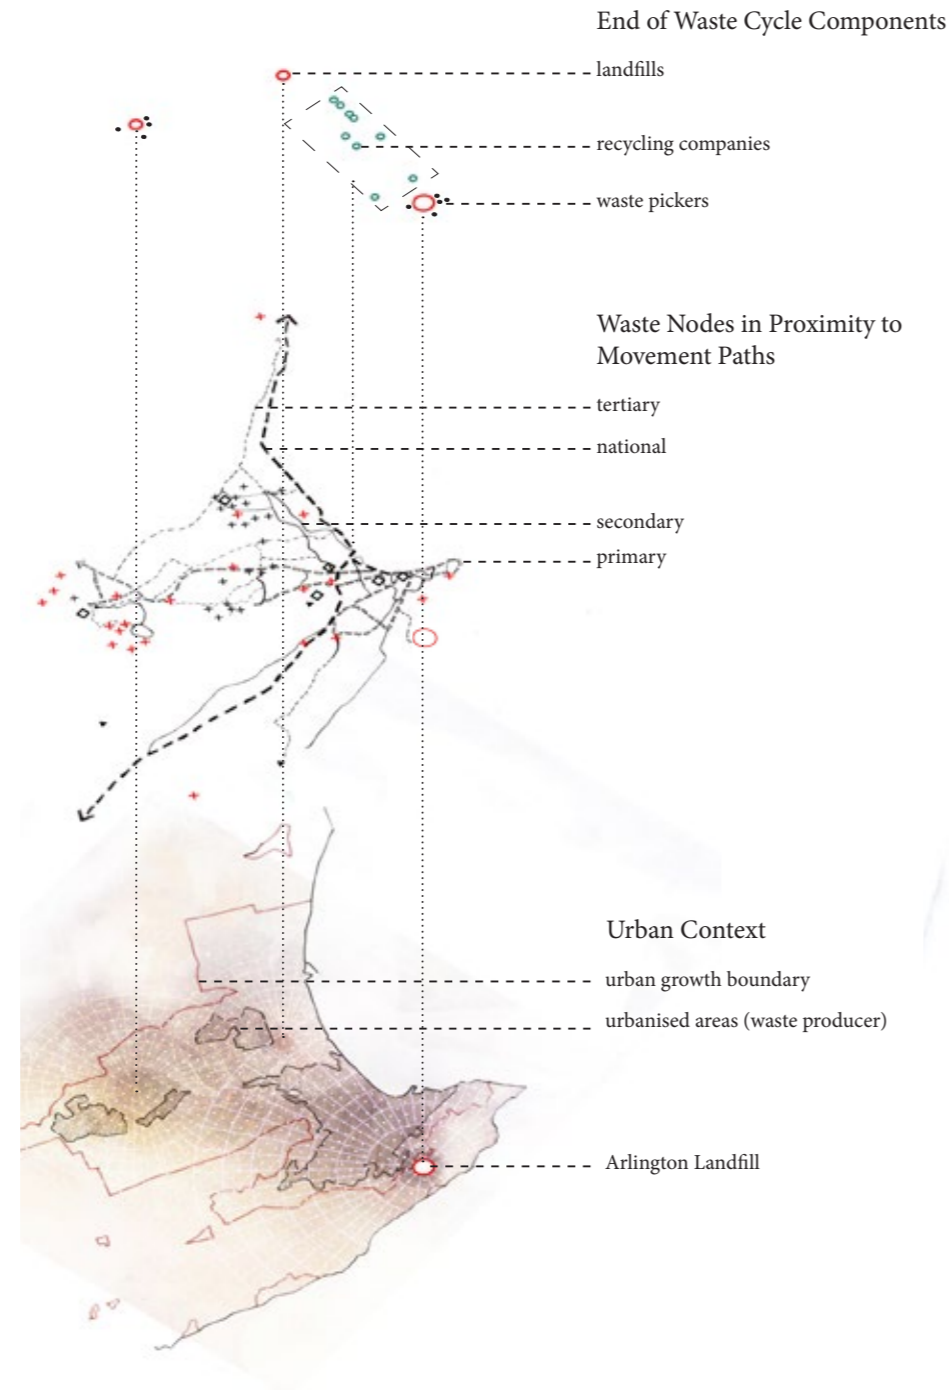 End of Waste Cycle Components
landfills
recycling companies
waste pickers
Waste Nodes in Proximity to
Movement Paths
tertiary
national
secondary
primary
Urban Context
urban growth boundary
urbanised areas (waste producer)
Arlington Landfill